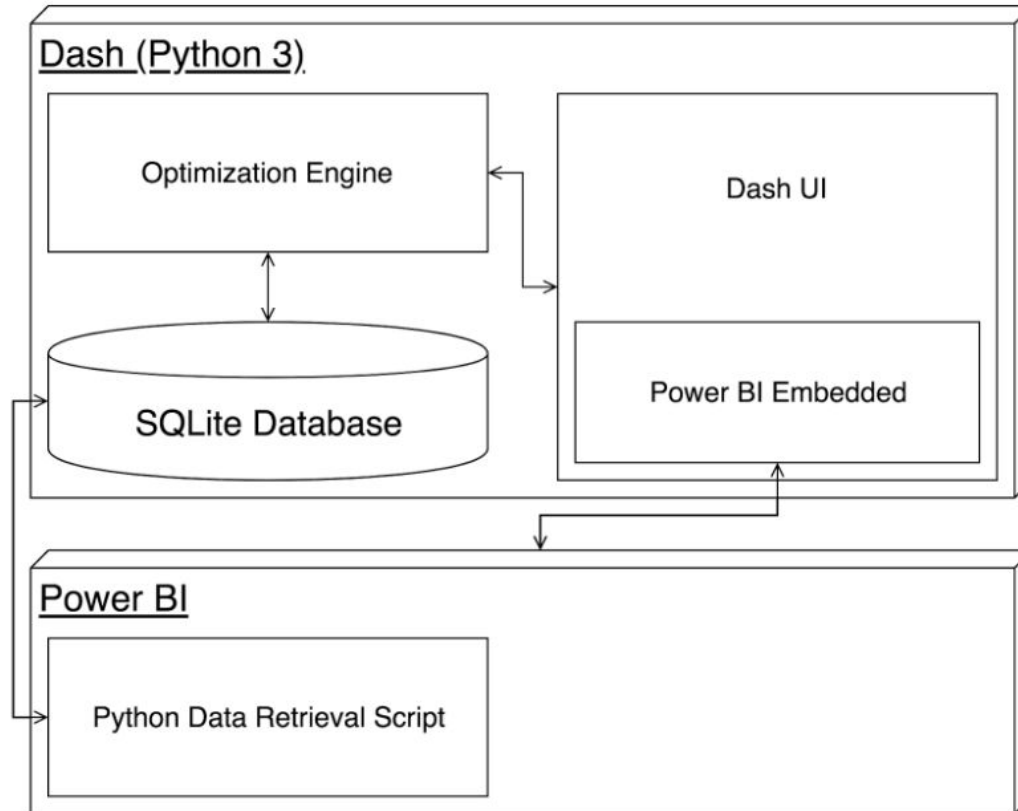 Dash (Python 3)
Optimization Engine
Dash UI
SQLite Database
Power BI Embedded
Power BI
Python Data Retrieval Script